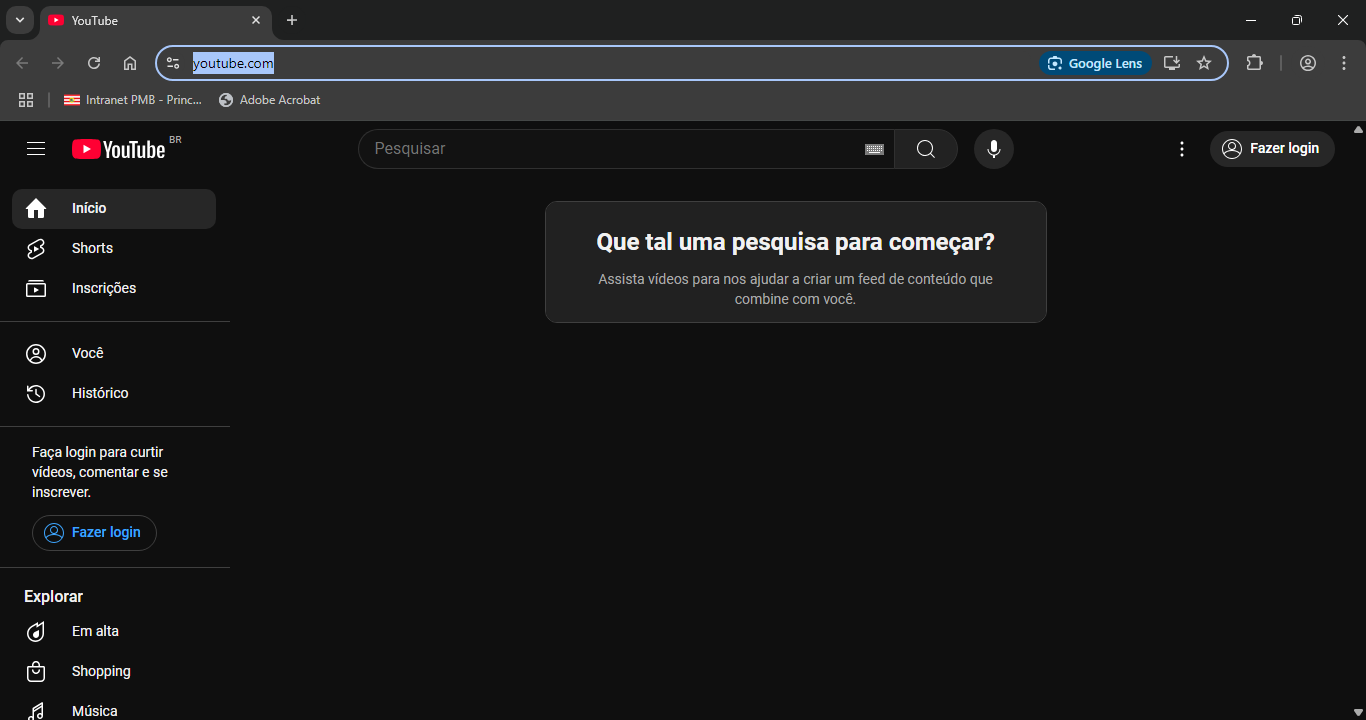 YouTube
youtube.com
Google Lens
Intranet PMB - Princ...
Adobe Acrobat
YouTube BR
Pesquisar
Fazer login
Início
Shorts
Inscrições
Que tal uma pesquisa para começar?
Assista vídeos para nos ajudar a criar um feed de conteúdo que
combine com você.
Você
Histórico
Faça login para curtir
vídeos, comentar e se
inscrever.
Fazer login
Explorar
Em alta
Shopping
Música